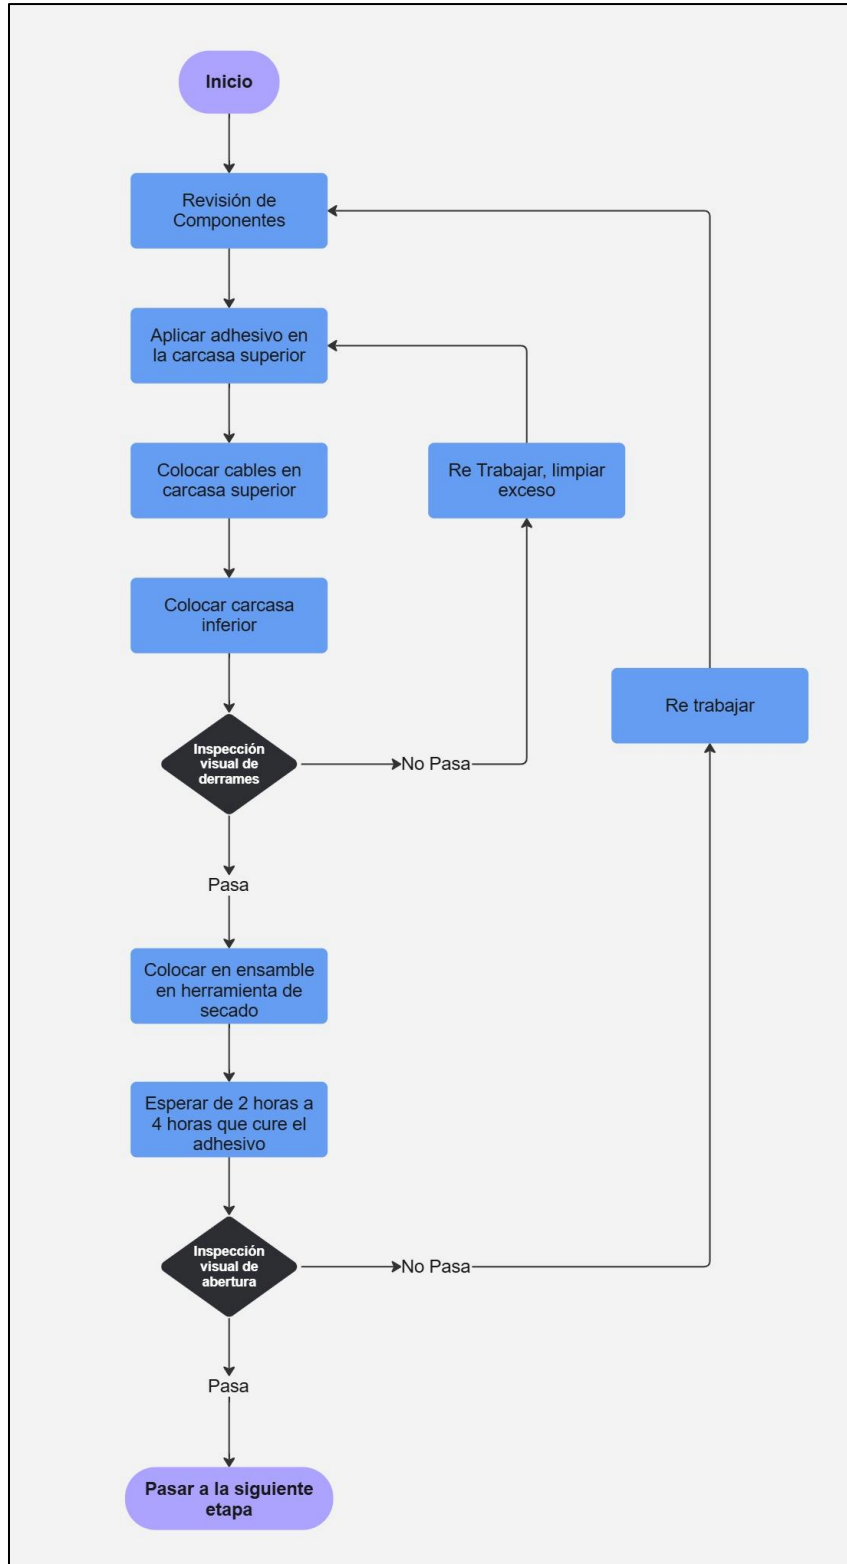 Inicio
Revisión de
Componentes
Aplicar adhesivo en
la carcasa superior
Colocar cables en
carcasa superior
Re Trabajar, limpiar
exceso
Colocar carcasa
inferior
Re trabajar
Inspección
visual de
derrames
No Pasa
Pasa
Colocar en ensamble
en herramienta de
secado
Esperar de 2 horas a
4 horas que cure el
adhesivo
Inspección
visual de
abertura
No Pasa
Pasa
Pasar a la siguiente
etapa